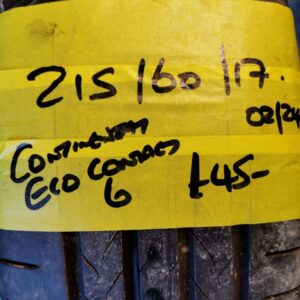 215/60/17.
02/24
CONTINENTAL
ECO CONTACT
6
£45-